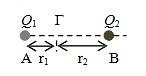 Q₁ Γ Q₂
A r₁ r₂ B